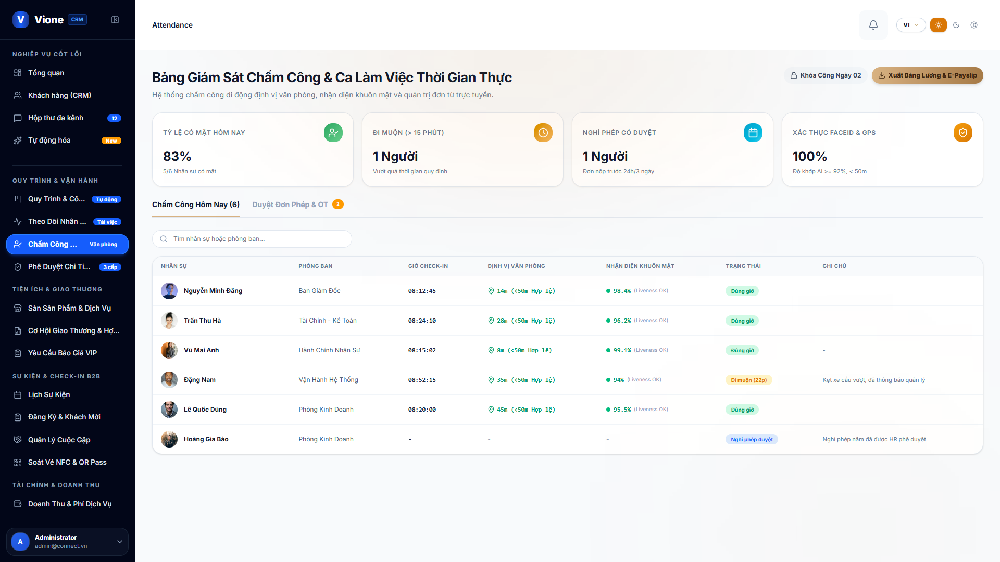 V Vione CRM
NGHIỆP VỤ CỐT LÕI
Tổng quan
Khách hàng (CRM)
Hộp thư đa kênh 12
Tự động hóa New
QUY TRÌNH & VẬN HÀNH
Quy Trình & Cô... Tự động
Theo Dõi Nhân ... Tải việc
Chấm Công ... Văn phòng
Phê Duyệt Chi Ti... 3 cấp
TIỆN ÍCH & GIAO THƯƠNG
Sàn Sản Phẩm & Dịch Vụ
Cơ Hội Giao Thương & Hợ...
Yêu Cầu Báo Giá VIP
SỰ KIỆN & CHECK-IN B2B
Lịch Sự Kiện
Đăng Ký & Khách Mời
Quản Lý Cuộc Gặp
Soát Vé NFC & QR Pass
TÀI CHÍNH & DOANH THU
Doanh Thu & Phí Dịch Vụ
A Administrator
admin@connect.vn
Attendance
VI
Bảng Giám Sát Chấm Công & Ca Làm Việc Thời Gian Thực
Hệ thống chấm công di động định vị văn phòng, nhận diện khuôn mặt và quản trị đơn từ trực tuyến.
Khóa Công Ngày 02
Xuất Bảng Lương & E-Payslip
TỶ LỆ CÓ MẶT HÔM NAY
83%
5/6 Nhân sự có mặt
ĐI MUỘN (> 15 PHÚT)
1 Người
Vượt quá thời gian quy định
NGHỈ PHÉP CÓ DUYỆT
1 Người
Đơn nộp trước 24h/3 ngày
XÁC THỰC FACEID & GPS
100%
Độ khớp AI >= 92%, < 50m
Chấm Công Hôm Nay (6)
Duyệt Đơn Phép & OT 2
Tìm nhân sự hoặc phòng ban...
NHÂN SỰ PHÒNG BAN GIỜ CHECK-IN ĐỊNH VỊ VĂN PHÒNG NHẬN DIỆN KHUÔN MẶT TRẠNG THÁI GHI CHÚ
Nguyễn Minh Đăng Ban Giám Đốc 08:12:45 14m (<50m Hợp lệ) 98.4% (Liveness OK) Đúng giờ -
Trần Thu Hà Tài Chính - Kế Toán 08:24:10 28m (<50m Hợp lệ) 96.2% (Liveness OK) Đúng giờ -
Vũ Mai Anh Hành Chính Nhân Sự 08:15:02 8m (<50m Hợp lệ) 99.1% (Liveness OK) Đúng giờ -
Đặng Nam Vận Hành Hệ Thống 08:52:15 35m (<50m Hợp lệ) 94% (Liveness OK) Đi muộn (22p) Kẹt xe cầu vượt, đã thông báo quản lý
Lê Quốc Dũng Phòng Kinh Doanh 08:20:00 45m (<50m Hợp lệ) 95.5% (Liveness OK) Đúng giờ -
Hoàng Gia Bảo Phòng Kinh Doanh - - - Nghỉ phép duyệt Nghỉ phép năm đã được HR phê duyệt